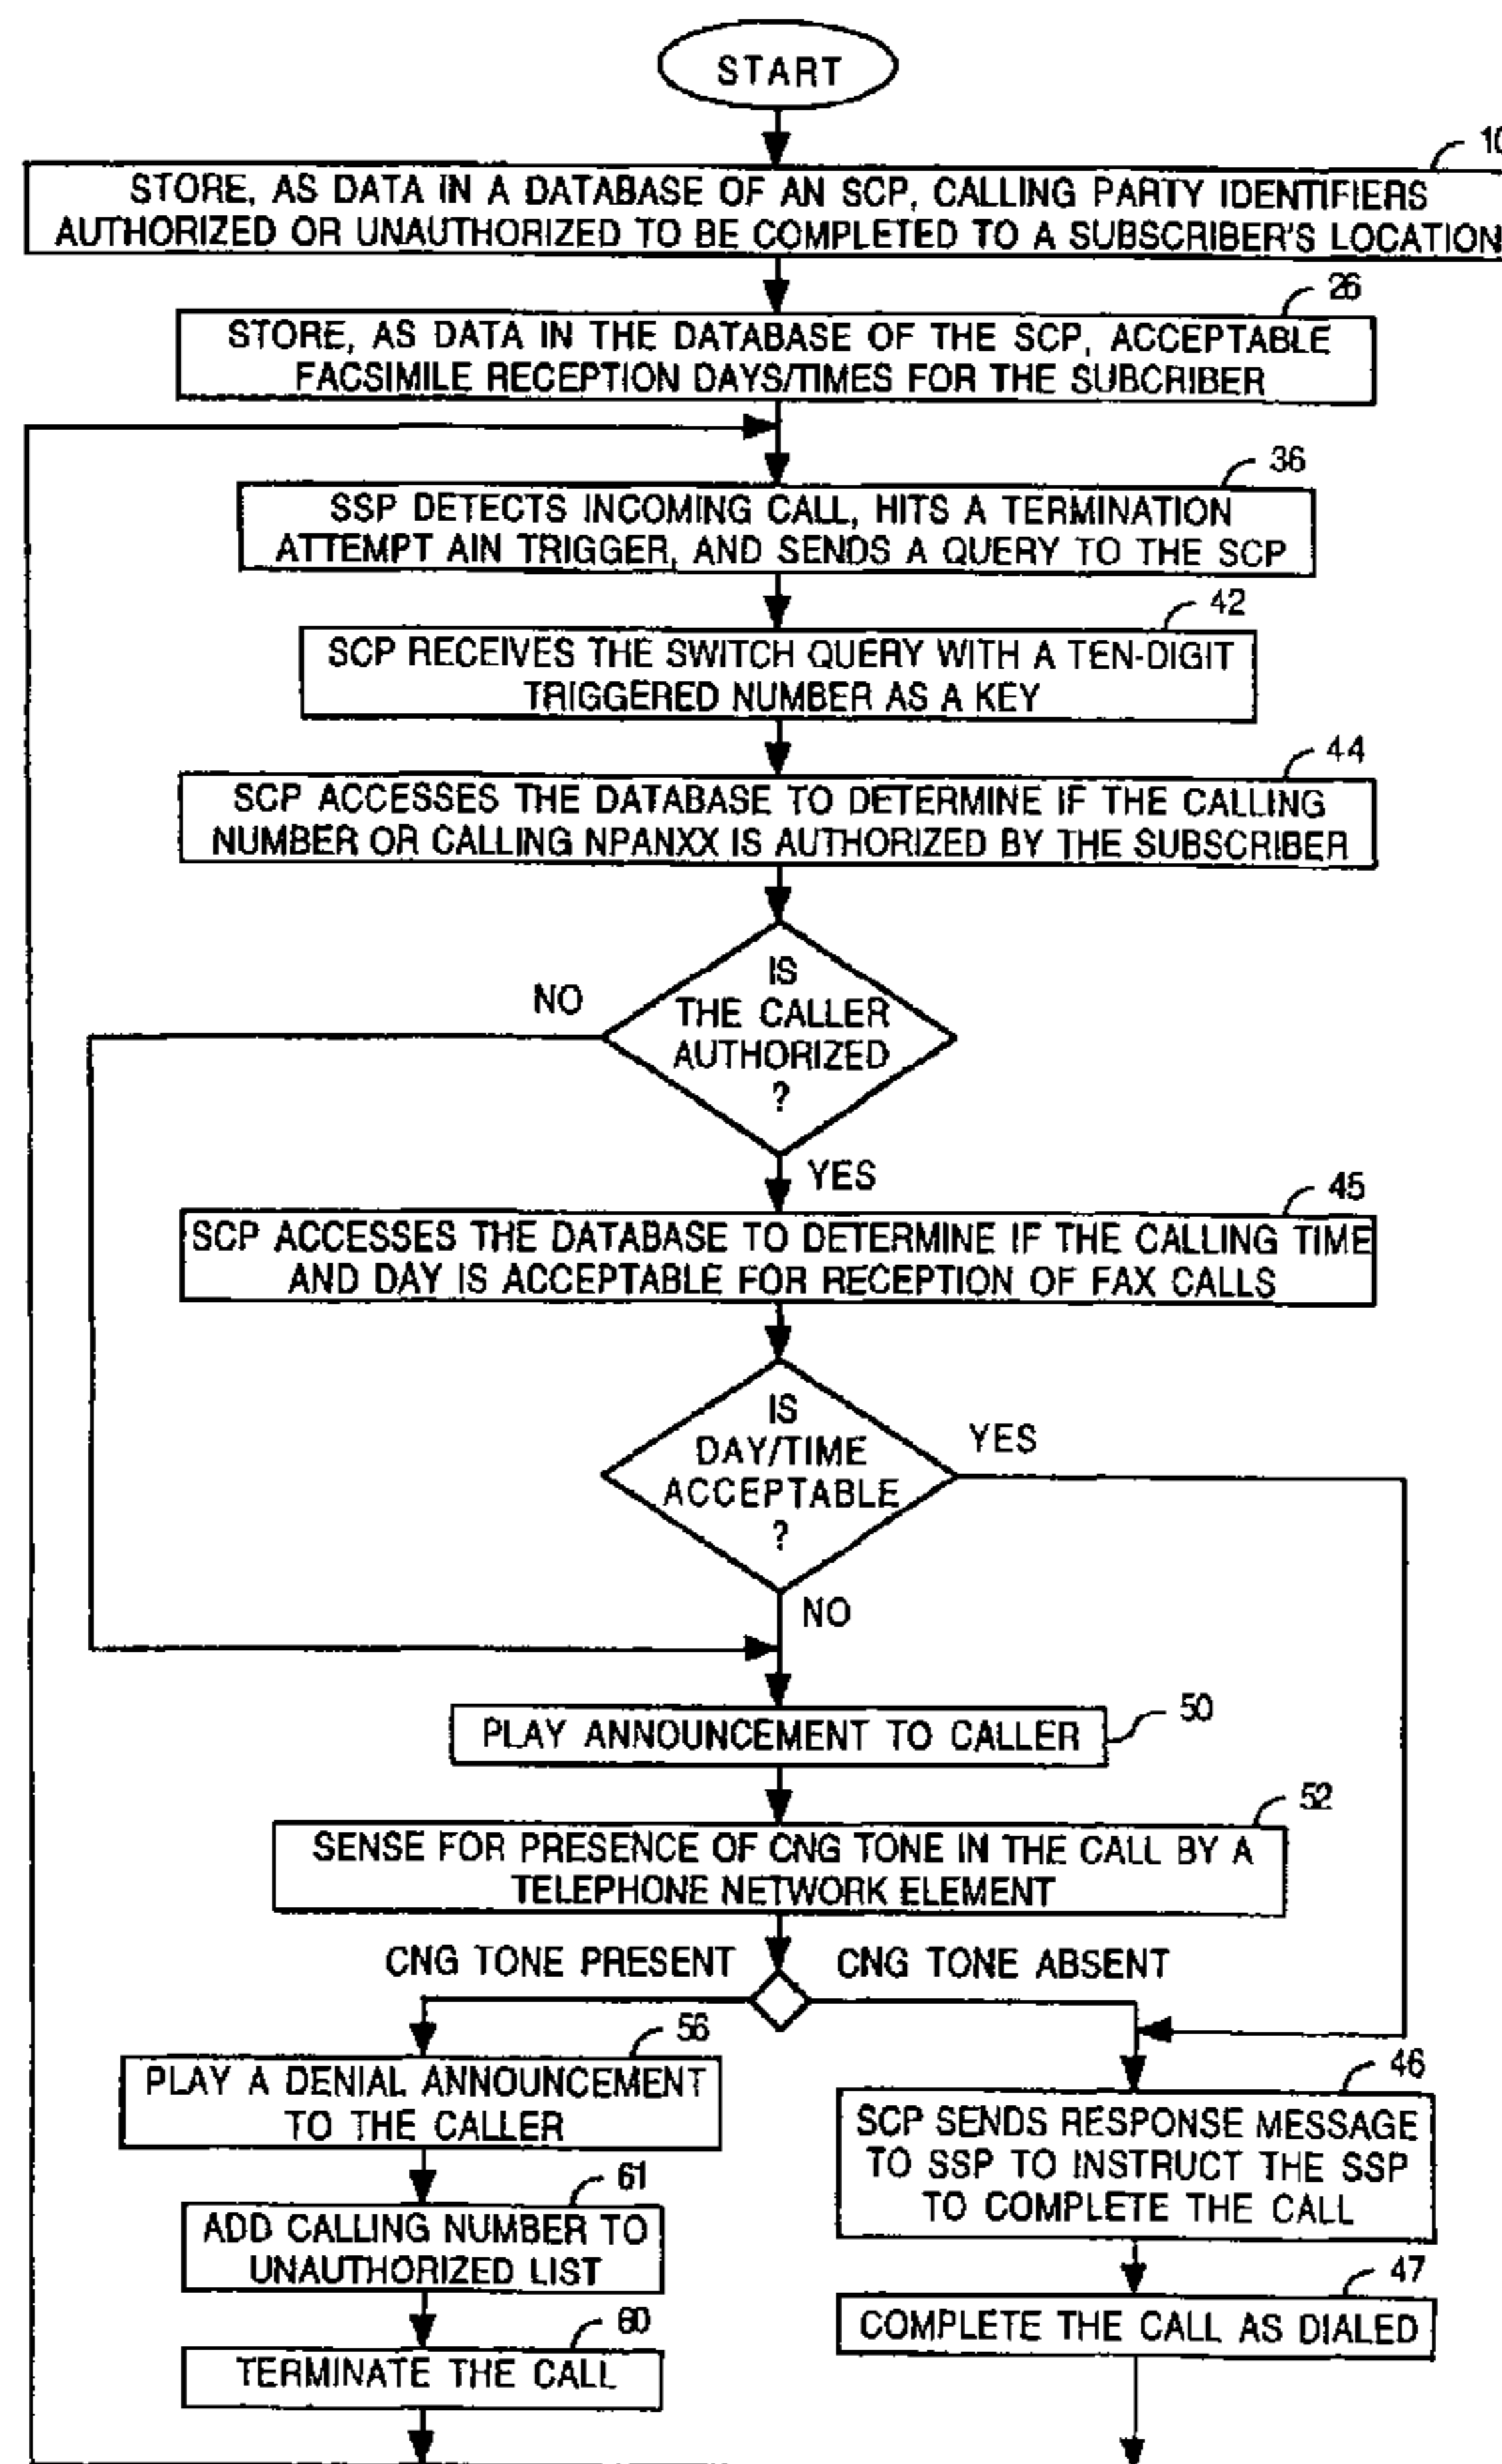 START
10
STORE, AS DATA IN A DATABASE OF AN SCP, CALLING PARTY IDENTIFIERS
AUTHORIZED OR UNAUTHORIZED TO BE COMPLETED TO A SUBSCRIBER'S LOCATION
26
STORE, AS DATA IN THE DATABASE OF THE SCP, ACCEPTABLE
FACSIMILE RECEPTION DAYS/TIMES FOR THE SUBCRIBER
36
SSP DETECTS INCOMING CALL, HITS A TERMINATION
ATTEMPT AIN TRIGGER, AND SENDS A QUERY TO THE SCP
42
SCP RECEIVES THE SWITCH QUERY WITH A TEN-DIGIT
TRIGGERED NUMBER AS A KEY
44
SCP ACCESSES THE DATABASE TO DETERMINE IF THE CALLING
NUMBER OR CALLING NPANXX IS AUTHORIZED BY THE SUBSCRIBER
IS
THE CALLER
AUTHORIZED
?
NO
YES
45
SCP ACCESSES THE DATABASE TO DETERMINE IF THE CALLING TIME
AND DAY IS ACCEPTABLE FOR RECEPTION OF FAX CALLS
IS
DAY/TIME
ACCEPTABLE
?
YES
NO
PLAY ANNOUNCEMENT TO CALLER
50
52
SENSE FOR PRESENCE OF CNG TONE IN THE CALL BY A
TELEPHONE NETWORK ELEMENT
CNG TONE PRESENT
CNG TONE ABSENT
56
PLAY A DENIAL ANNOUNCEMENT
TO THE CALLER
61
ADD CALLING NUMBER TO
UNAUTHORIZED LIST
60
TERMINATE THE CALL
46
SCP SENDS RESPONSE MESSAGE
TO SSP TO INSTRUCT THE SSP
TO COMPLETE THE CALL
47
COMPLETE THE CALL AS DIALED